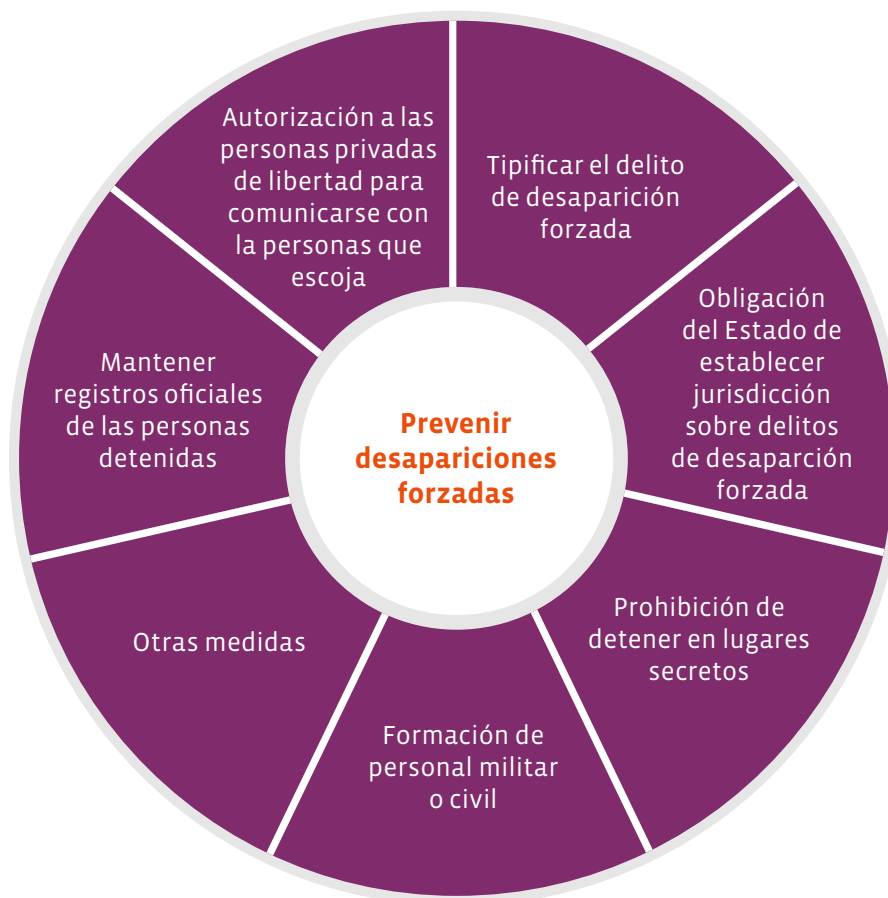 Autorización a las
personas privadas
de libertad para
comunicarse con
la personas que
escoja
Tipificar el delito
de desaparición
forzada
Obligación
del Estado de
establecer
jurisdicción
sobre delitos
de desaparción
forzada
Prohibición de
detener en lugares
secretos
Formación de
personal militar
o civil
Otras medidas
Mantener
registros oficiales
de las personas
detenidas
Prevenir
desapariciones
forzadas